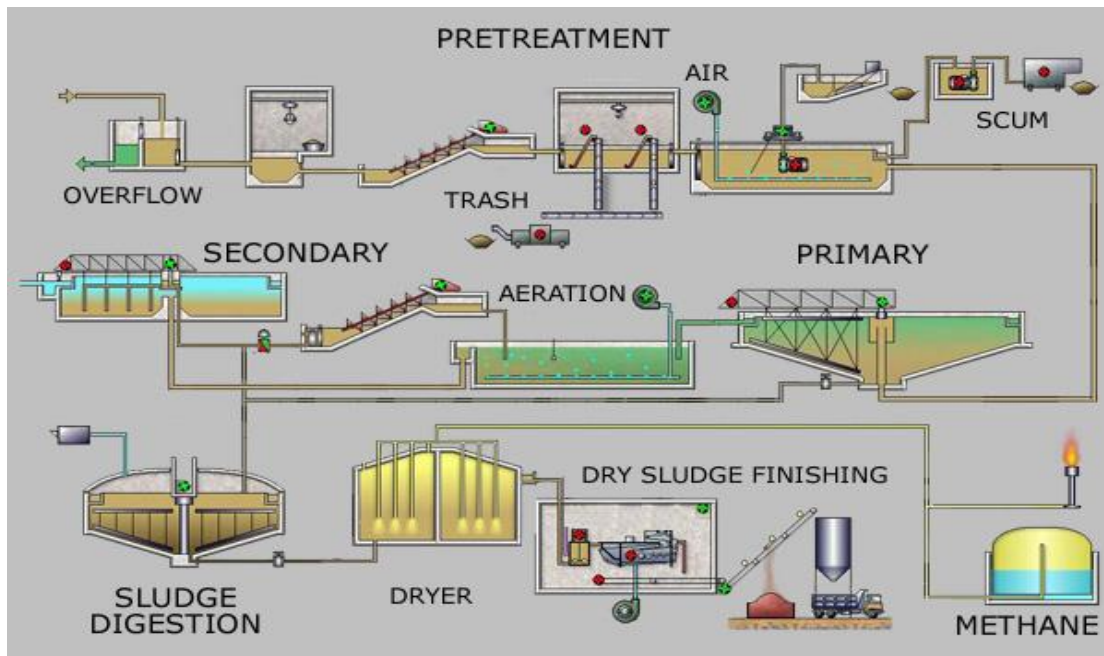 PRETREATMENT
AIR
SCUM
OVERFLOW
TRASH
SECONDARY
PRIMARY
AERATION
DRY SLUDGE FINISHING
SLUDGE
DIGESTION
DRYER
METHANE